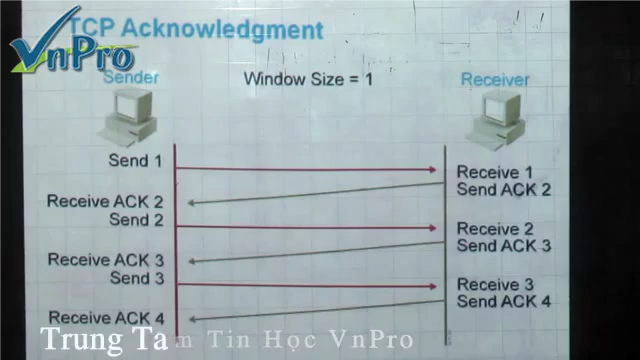 TCP Acknowledgment
VnPro
Sender
Window Size = 1
Receiver
Send 1
Receive 1
Send ACK 2
Receive ACK 2
Send 2
Receive 2
Send ACK 3
Receive ACK 3
Send 3
Receive 3
Send ACK 4
Receive ACK 4
Trung Tam Tin Học VnPro